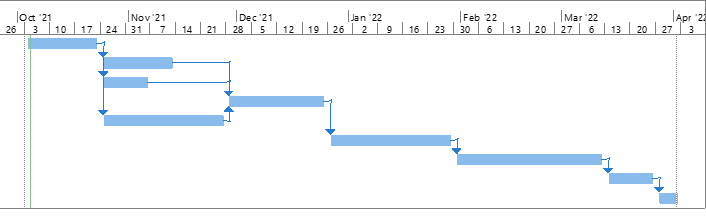 Oct '21 Nov '21 Dec '21 Jan '22 Feb '22 Mar '22 Apr '22
26 3 10 17 24 31 7 14 21 28 5 12 19 26 2 9 16 23 30 6 13 20 27 6 13 20 27 3